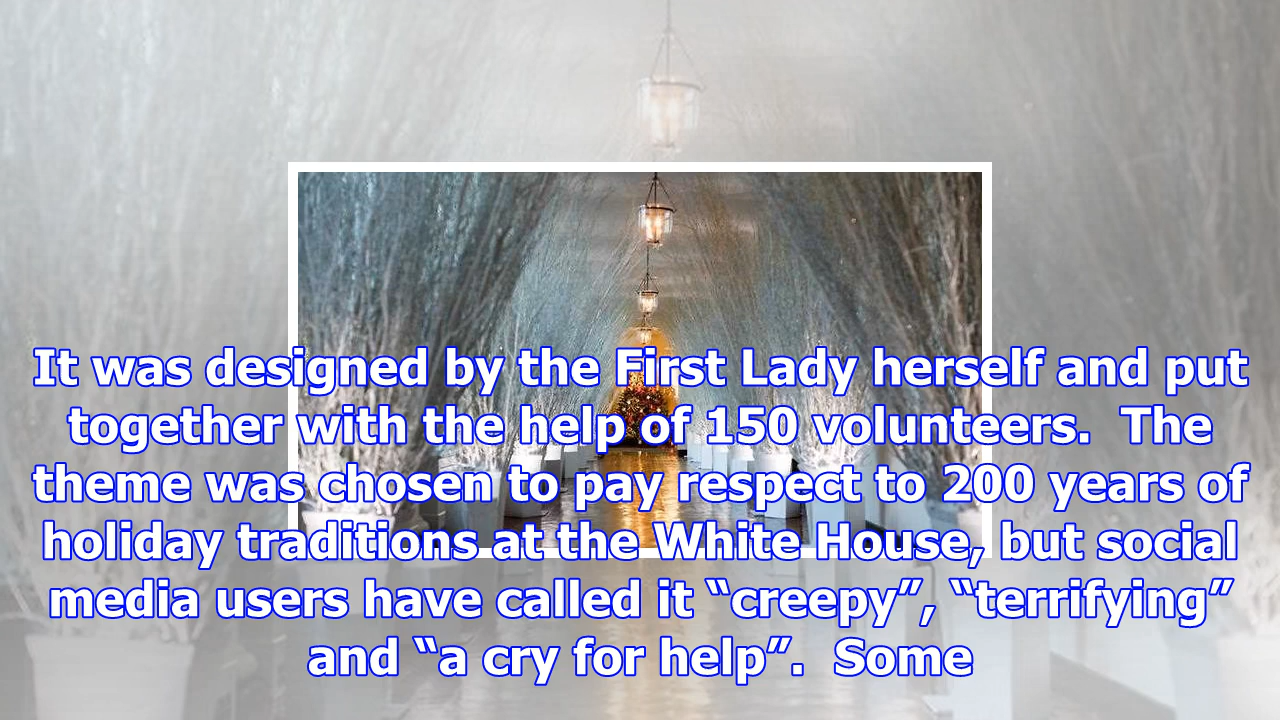 It was designed by the First Lady herself and put
together with the help of 150 volunteers.  The
theme was chosen to pay respect to 200 years of
holiday traditions at the White House, but social
media users have called it “creepy”, “terrifying”
and “a cry for help”.  Some